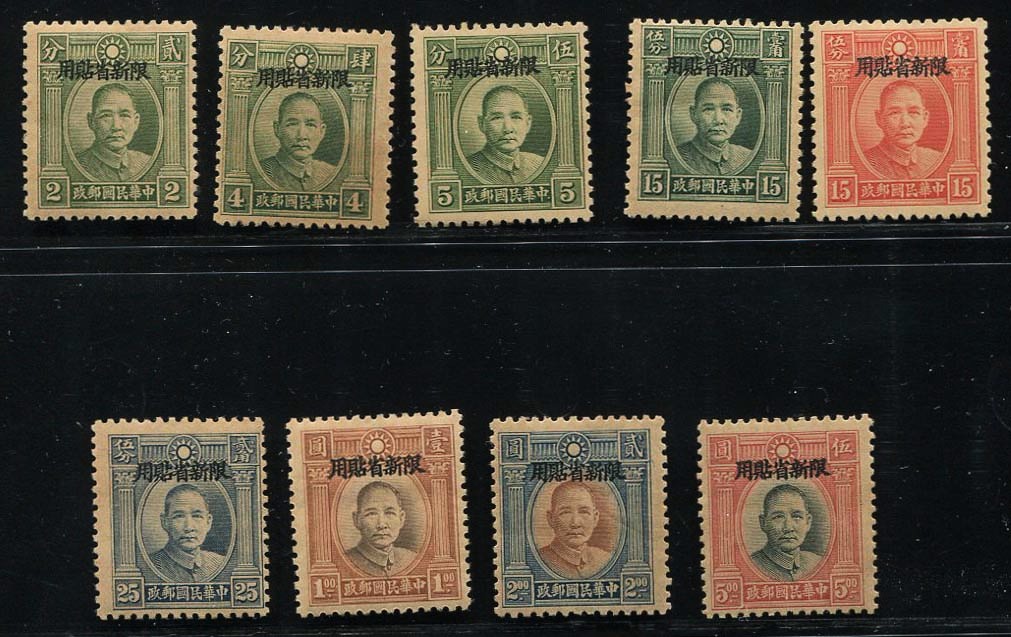 貳分
限新省貼用
2 中華民國郵政 2
肆分
限新省貼用
4 中華民國郵政 4
伍分
限新省貼用
5 中華民國郵政 5
壹角 伍分
限新省貼用
15 中華民國郵政 15
壹角 伍分
限新省貼用
15 中華民國郵政 15
貳角 伍分
限新省貼用
25 中華民國郵政 25
壹圓
限新省貼用
1.00 中華民國郵政 1.00
貳圓
限新省貼用
2.00 中華民國郵政 2.00
伍圓
限新省貼用
5.00 中華民國郵政 5.00